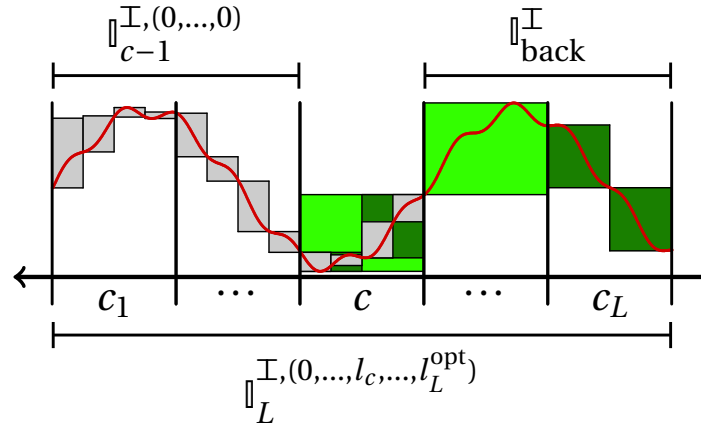 𝕀_{c−1}^{𝙸,(0,...,0)} 𝕀_{back}^{𝙸}
c_1 ··· c ··· c_L
𝕀_L^{𝙸,(0,...,l_c,...,l_L^{opt})}